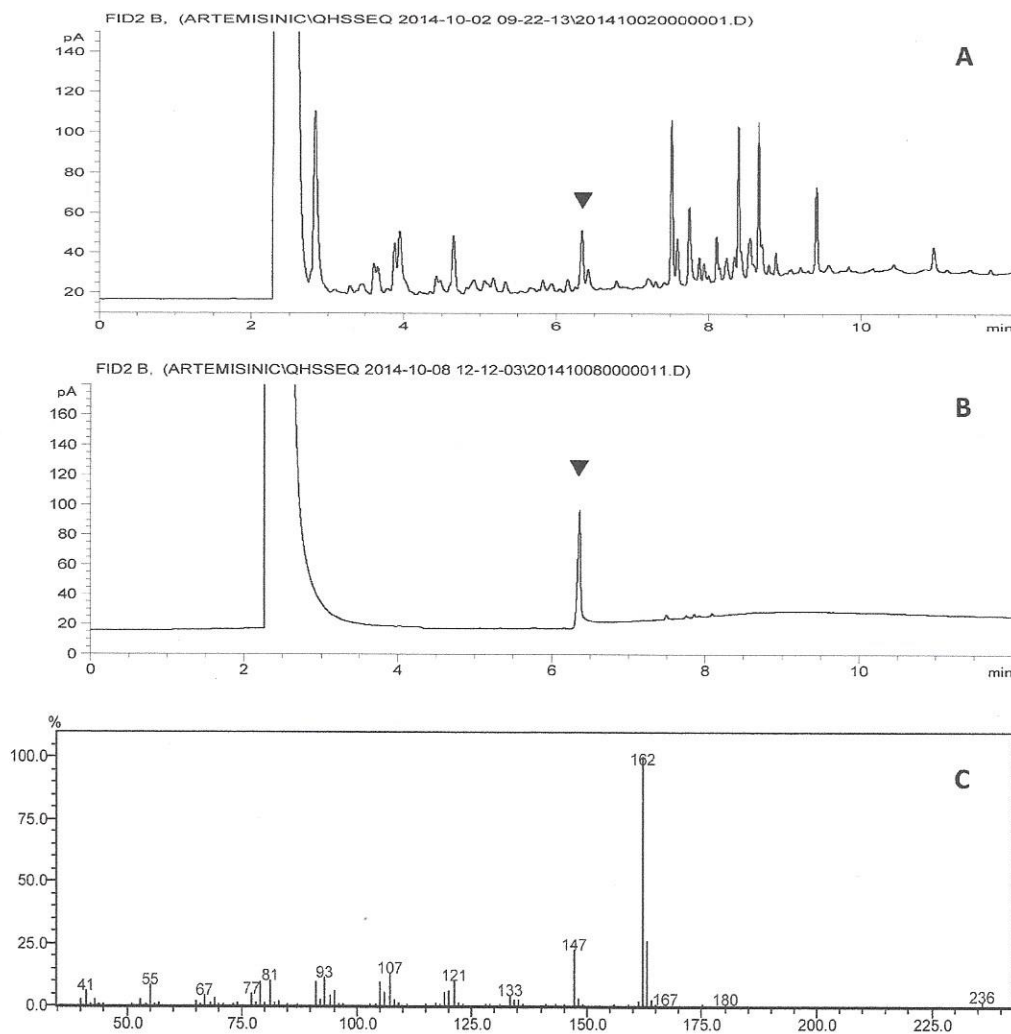 FID2 B, (ARTEMISINIC\QHSSEQ 2014-10-02 09-22-13\201410020000001.D)
pA
A
140
120
100
80
60
40
20
0 2 4 6 8 10 min
FID2 B, (ARTEMISINIC\QHSSEQ 2014-10-08 12-12-03\201410080000011.D)
pA
B
160
140
120
100
80
60
40
20
0
0 2 4 6 8 10 min
%
100.0
162
C
75.0
50.0
25.0
147
41 55 67 77 81 93 107 121 133 167 180 236
0.0
50.0 75.0 100.0 125.0 150.0 175.0 200.0 225.0